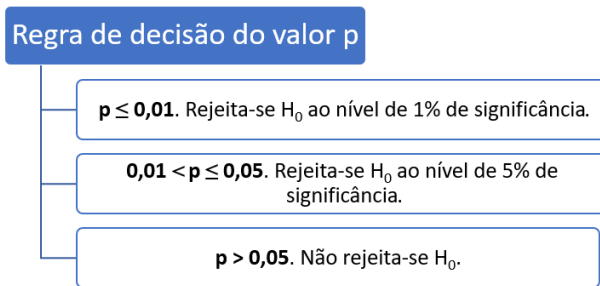 Regra de decisão do valor p
p ≤ 0,01. Rejeita-se H₀ ao nível de 1% de significância.
0,01 < p ≤ 0,05. Rejeita-se H₀ ao nível de 5% de
significância.
p > 0,05. Não rejeita-se H₀.